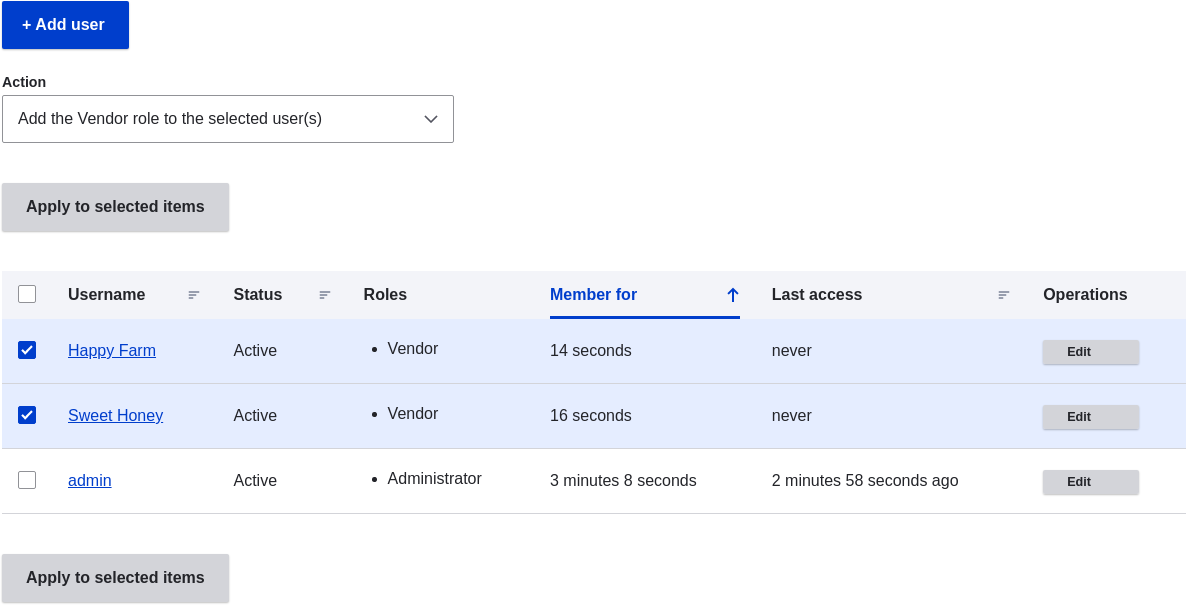 + Add user
Action
Add the Vendor role to the selected user(s)
Apply to selected items
Username Status Roles Member for Last access Operations
Happy Farm Active • Vendor 14 seconds never Edit
Sweet Honey Active • Vendor 16 seconds never Edit
admin Active • Administrator 3 minutes 8 seconds 2 minutes 58 seconds ago Edit
Apply to selected items